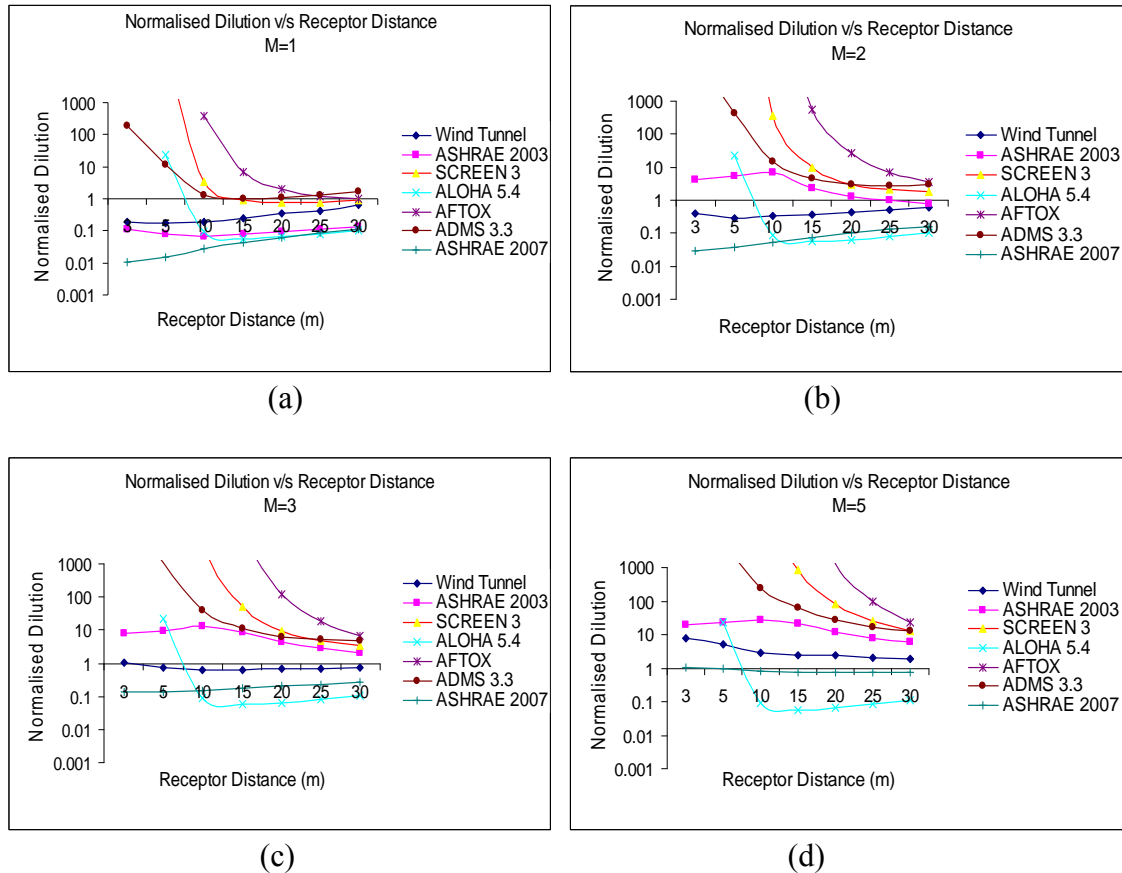 Normalised Dilution v/s Receptor Distance
M=1
Normalised Dilution
1000
100
10
1
0.1
0.01
0.001
3 5 10 15 20 25 30
Receptor Distance (m)
Wind Tunnel
ASHRAE 2003
SCREEN 3
ALOHA 5.4
AFTOX
ADMS 3.3
ASHRAE 2007
(a)
Normalised Dilution v/s Receptor Distance
M=2
Normalised Dilution
1000
100
10
1
0.1
0.01
0.001
3 5 10 15 20 25 30
Receptor Distance (m)
Wind Tunnel
ASHRAE 2003
SCREEN 3
ALOHA 5.4
AFTOX
ADMS 3.3
ASHRAE 2007
(b)
Normalised Dilution v/s Receptor Distance
M=3
Normalised Dilution
1000
100
10
1
0.1
0.01
0.001
3 5 10 15 20 25 30
Receptor Distance (m)
Wind Tunnel
ASHRAE 2003
SCREEN 3
ALOHA 5.4
AFTOX
ADMS 3.3
ASHRAE 2007
(c)
Normalised Dilution v/s Receptor Distance
M=5
Normalised Dilution
1000
100
10
1
0.1
0.01
0.001
3 5 10 15 20 25 30
Receptor Distance (m)
Wind Tunnel
ASHRAE 2003
SCREEN 3
ALOHA 5.4
AFTOX
ADMS 3.3
ASHRAE 2007
(d)